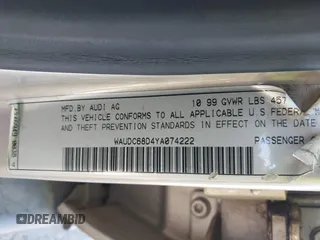 MFD.BY AUDI AG 10 99 GVWR LBS 457
THIS VEHICLE CONFORMS TO ALL APPLICABLE U.S FEDERAL M
AND THEFT PREVENTION STANDARDS IN EFFECT ON THE DATE
WAUDC68D4YA074222 PASSENGER
DREAMBID